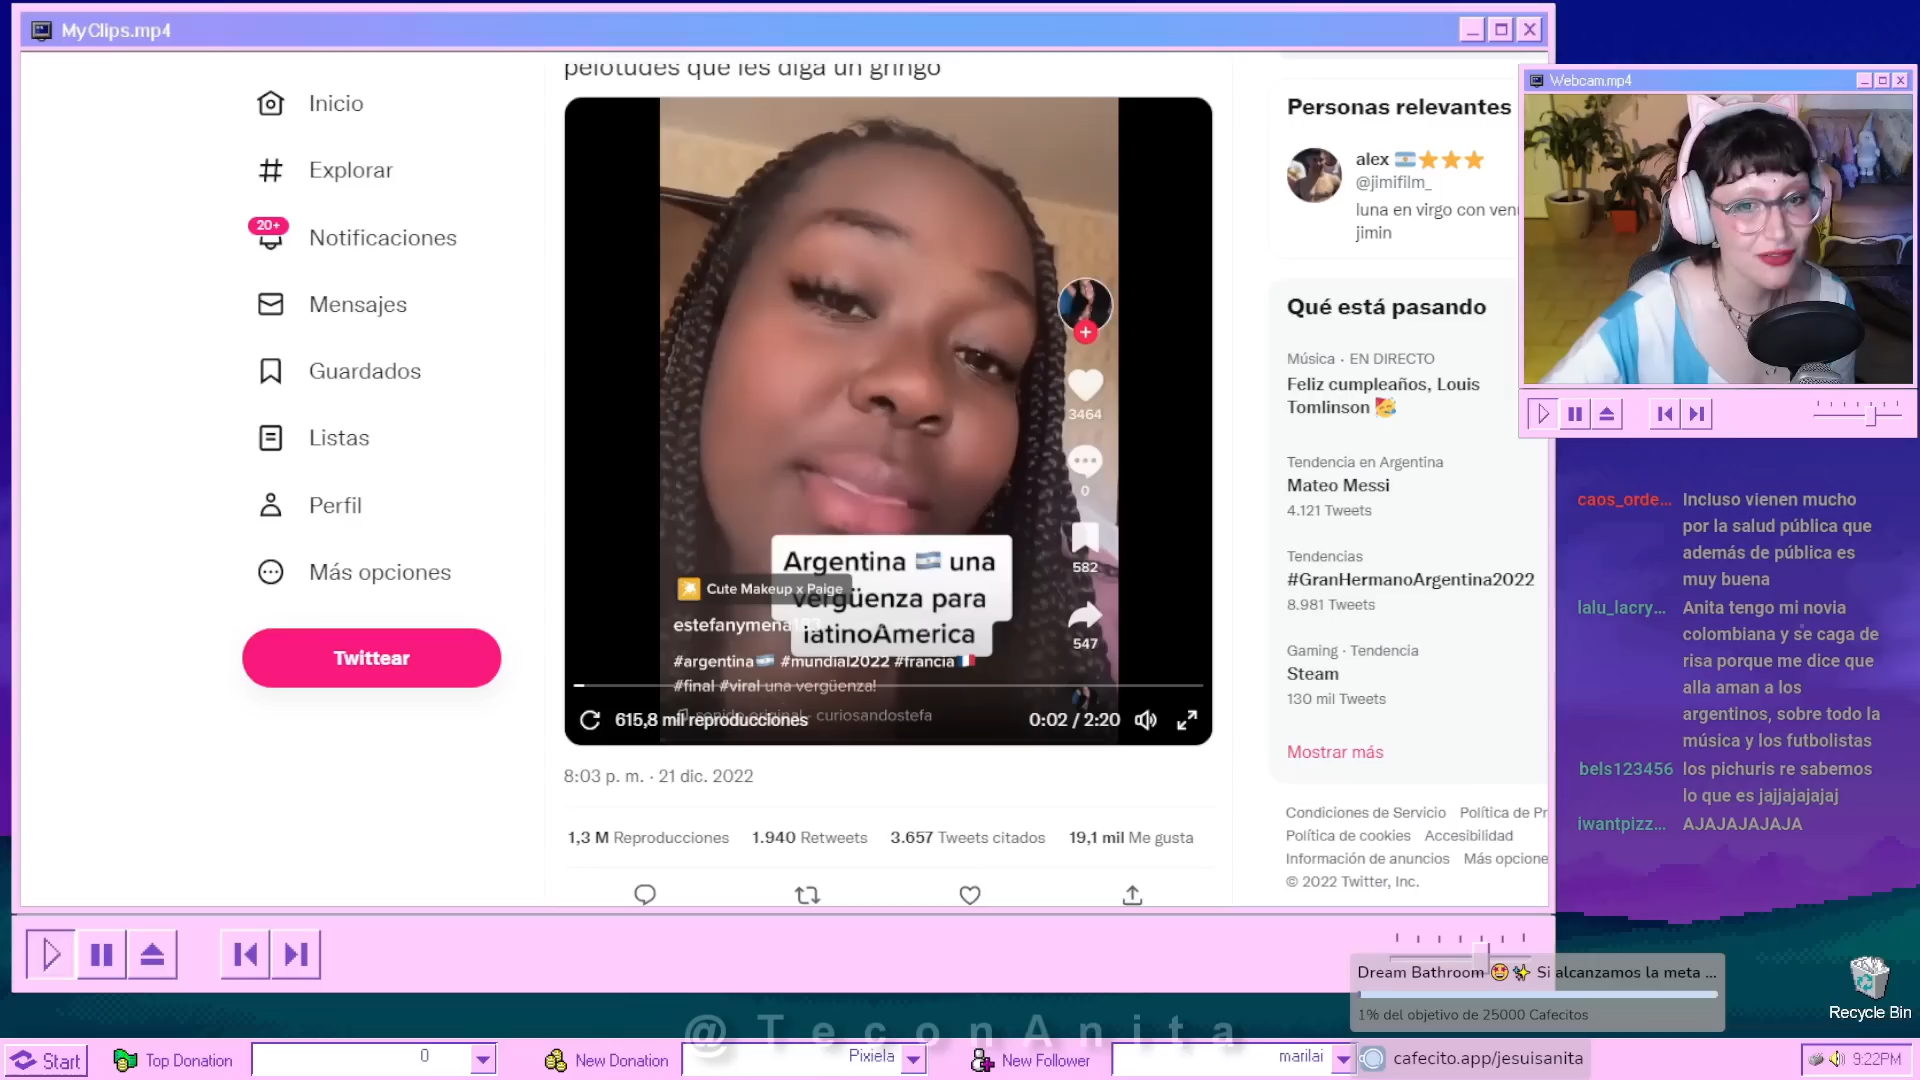 MyClips.mp4
pelotudes que les diga un gringo
Inicio
Explorar
20+
Notificaciones
Mensajes
Guardados
Listas
Perfil
Más opciones
Twittear
3464
0
582
547
Argentina 🇦🇷 una
vergüenza para
latinoAmerica
Cute Makeup x Paige
estefanymena
#argentina🇦🇷 #mundial2022 #francia🇫🇷
#final #viral una vergüenza!
sonido original - curiosandostefa
615,8 mil reproducciones
0:02 / 2:20
8:03 p. m. · 21 dic. 2022
1,3 M Reproducciones 1.940 Retweets 3.657 Tweets citados 19,1 mil Me gusta
Personas relevantes
alex 🇦🇷⭐⭐⭐
@jimifilm_
luna en virgo con venu
jimin
Qué está pasando
Música · EN DIRECTO
Feliz cumpleaños, Louis
Tomlinson 🥳
Tendencia en Argentina
Mateo Messi
4.121 Tweets
Tendencias
#GranHermanoArgentina2022
8.981 Tweets
Gaming · Tendencia
Steam
130 mil Tweets
Mostrar más
Condiciones de Servicio Política de Pr
Política de cookies Accesibilidad
Información de anuncios Más opcione
© 2022 Twitter, Inc.
Webcam.mp4
caos_orde... Incluso vienen mucho
por la salud pública que
además de pública es
muy buena
lalu_lacry... Anita tengo mi novia
colombiana y se caga de
risa porque me dice que
alla aman a los
argentinos, sobre todo la
música y los futbolistas
bels123456 los pichuris re sabemos
lo que es jajjajajajaj
iwantpizz... AJAJAJAJAJA
Dream Bathroom 🤩✨ Si alcanzamos la meta ...
1% del objetivo de 25000 Cafecitos
Recycle Bin
@TeconAnita
Start
Top Donation
0
New Donation
Pixiela
New Follower
marilai
cafecito.app/jesuisanita
9:22PM